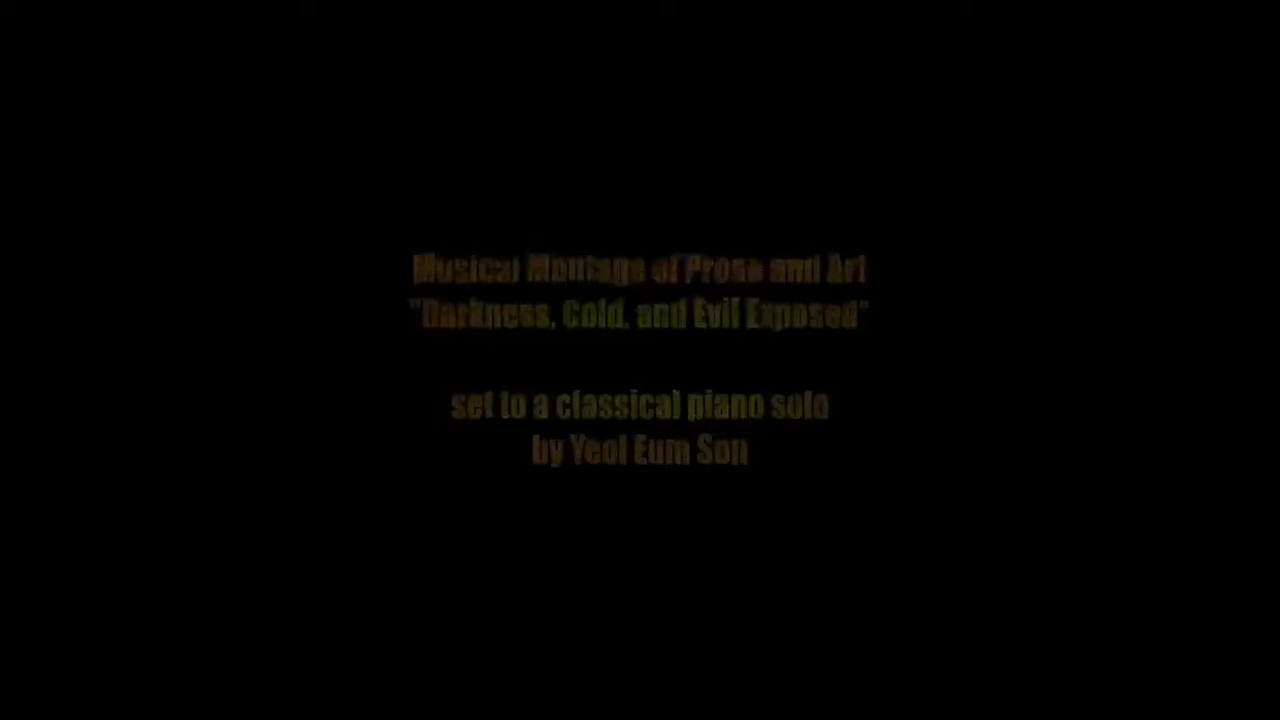 Musical Montage of Prose and Art
"Darkness, Cold, and Evil Exposed"
set to a classical piano solo
by Yeol Eum Son